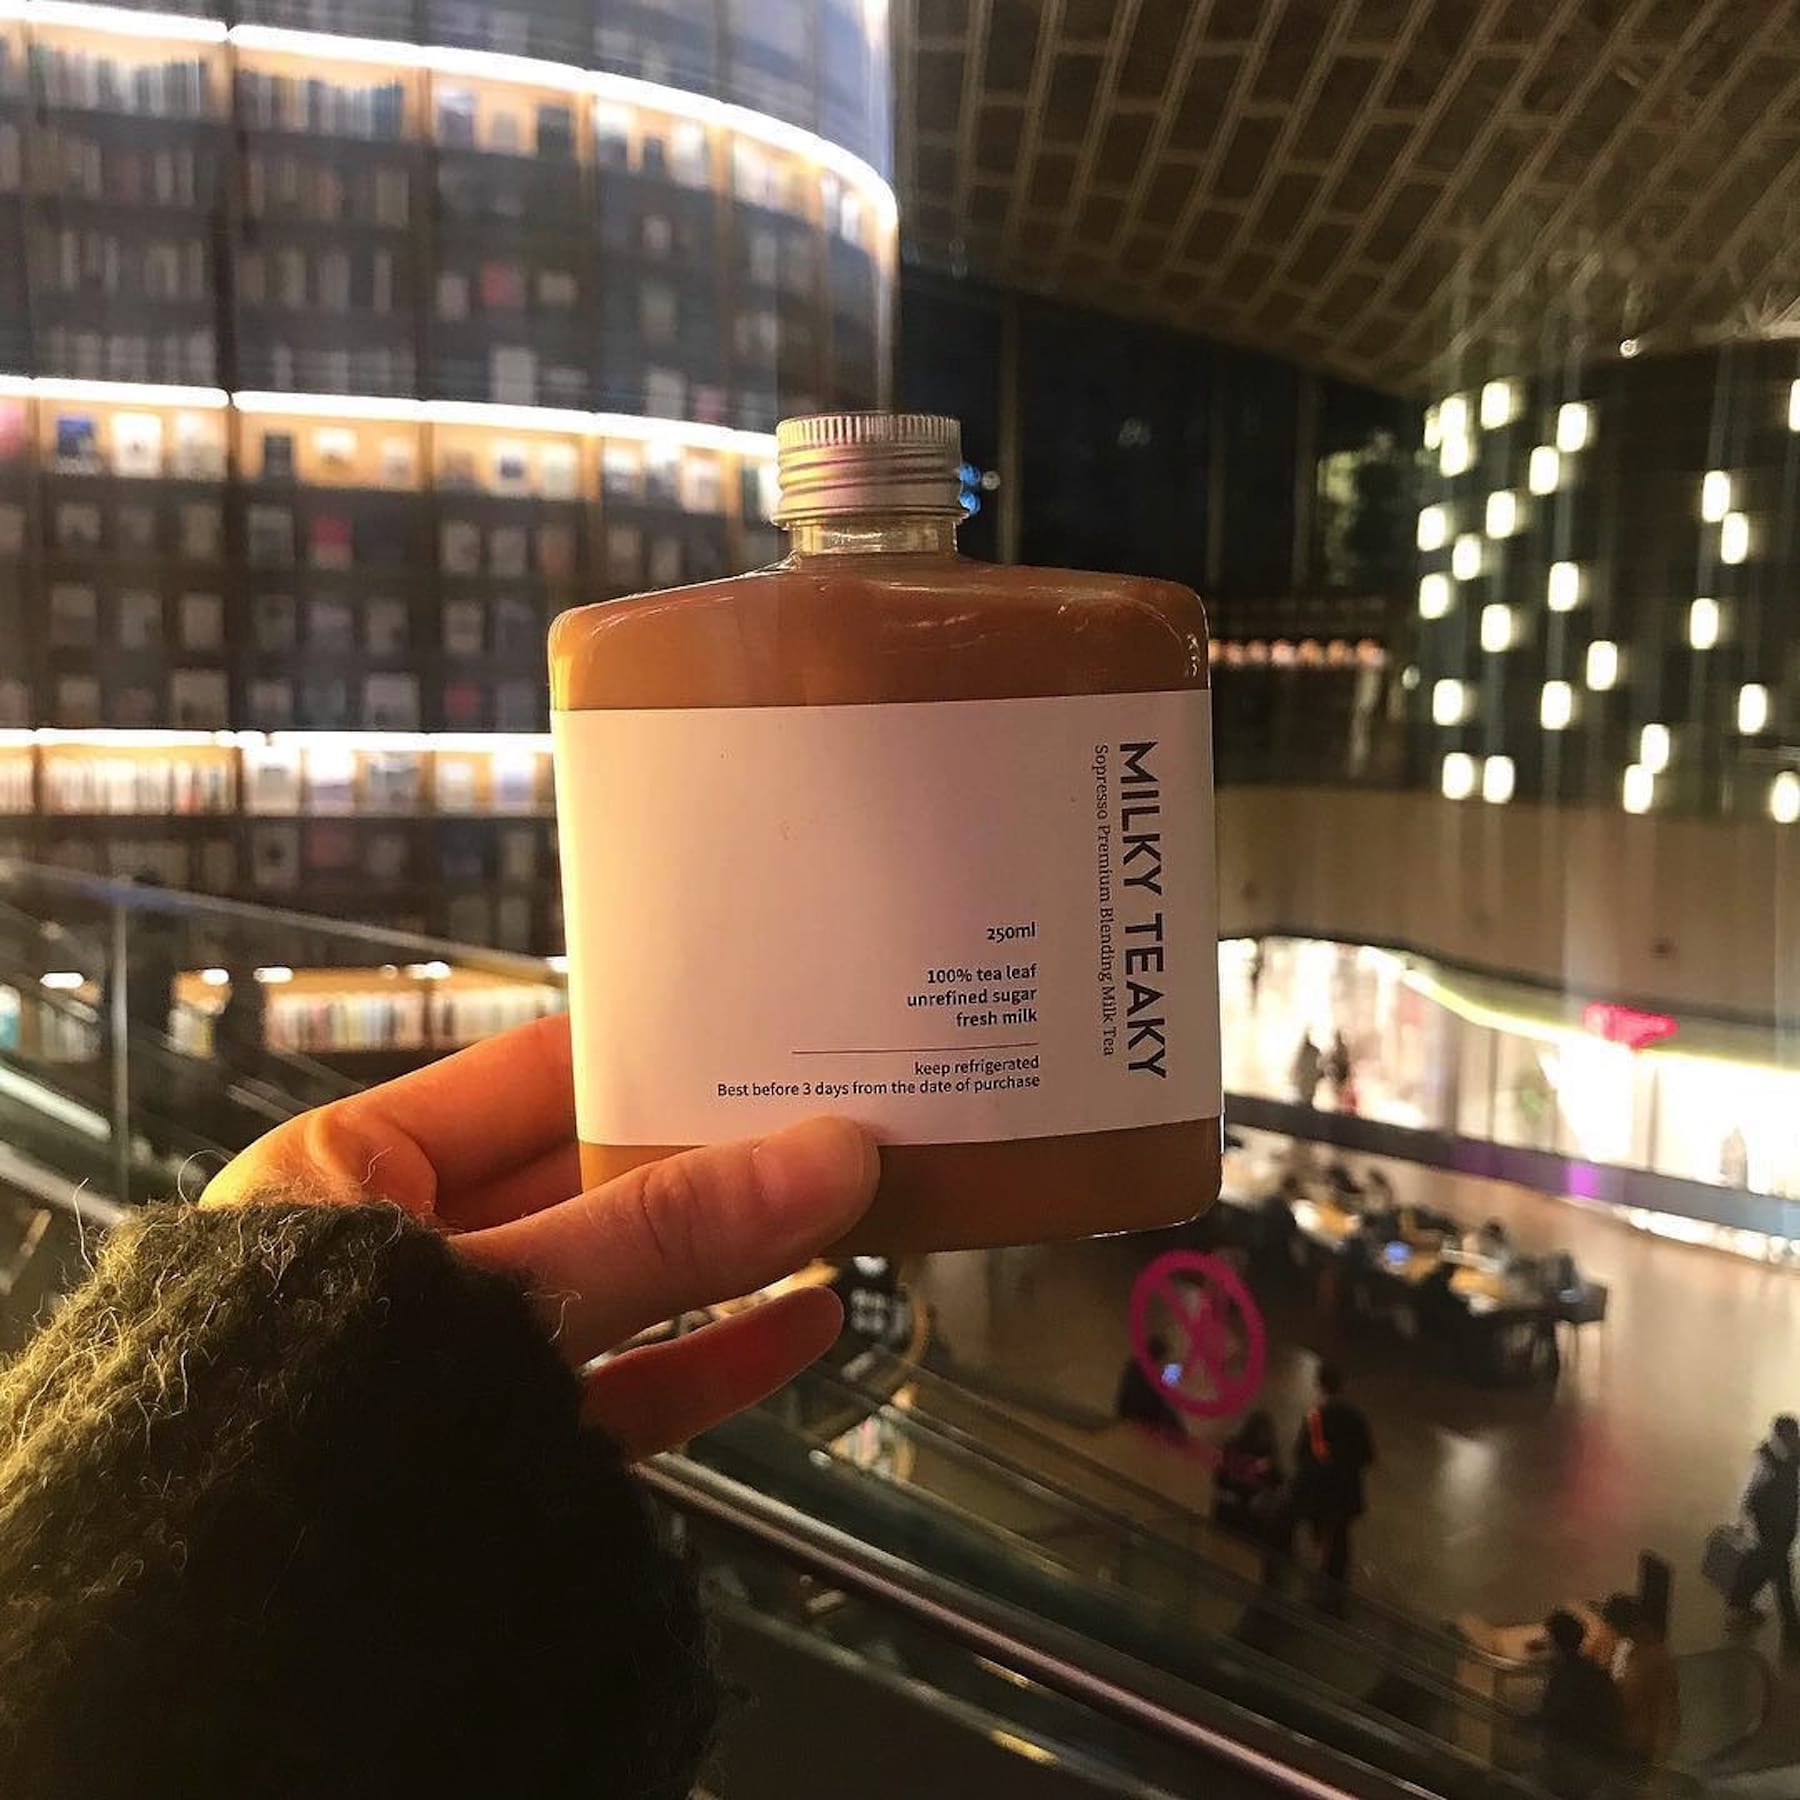 MILKY TEAKY
Sopresso Premium Blending Milk Tea
250ml
100% tea leaf
unrefined sugar
fresh milk
keep refrigerated
Best before 3 days from the date of purchase